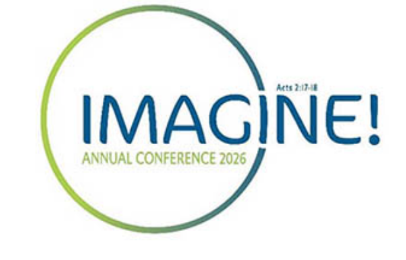 Acts 2:17-18
IMAGINE!
ANNUAL CONFERENCE 2026